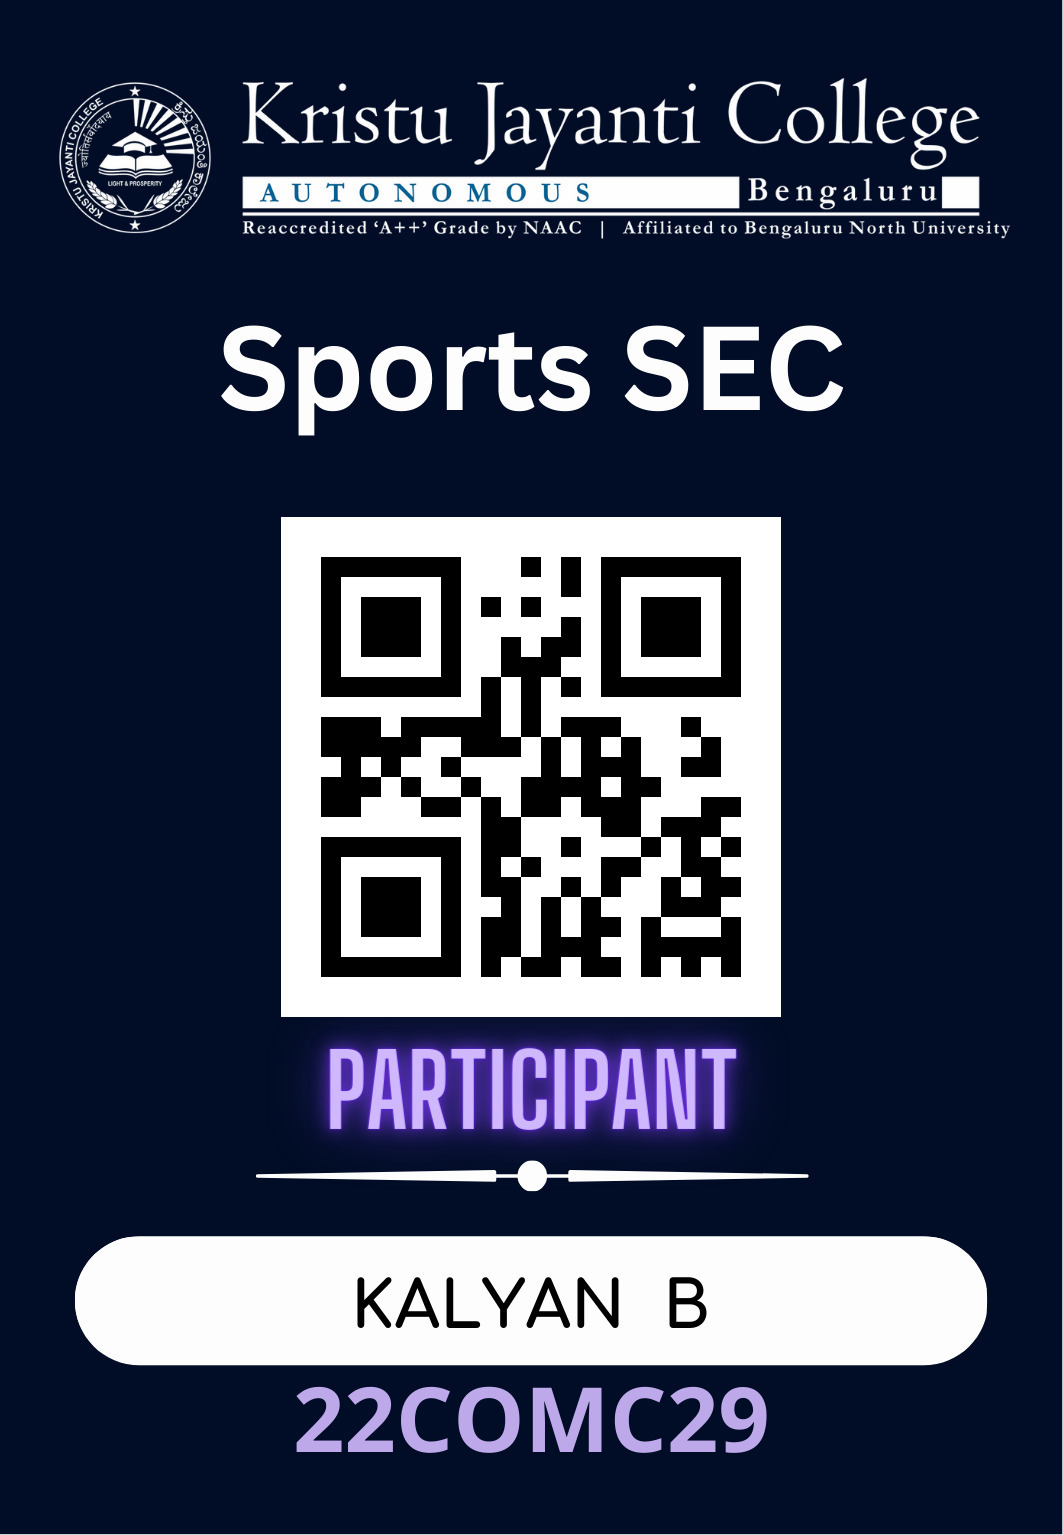 KRISTU JAYANTI COLLEGE
LIGHT & PROSPERITY
Kristu Jayanti College
AUTONOMOUS Bengaluru
Reaccredited ‘A++’ Grade by NAAC | Affiliated to Bengaluru North University
Sports SEC
PARTICIPANT
KALYAN B
22COMC29